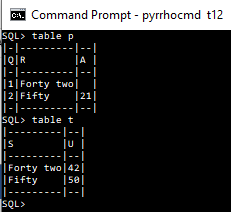 Command Prompt - pyrrhocmd t12
SQL> table p
|-|---------|--|
|Q|R        |A |
|-|---------|--|
|1|Forty two|  |
|2|Fifty    |21|
|-|---------|--|
SQL> table t
|---------|--|
|S        |U |
|---------|--|
|Forty two|42|
|Fifty    |50|
|---------|--|
SQL>